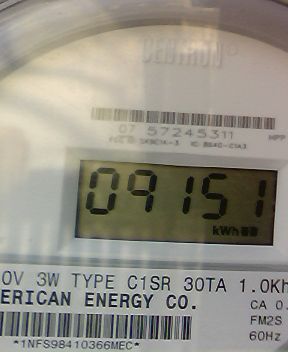 CENTRON®
07 57245311
09151
kWh
0V 3W TYPE C1SR 30TA 1.0Kh
ERICAN ENERGY CO.
CA 0.
FM2S
60Hz
*1NFS98410366MEC*